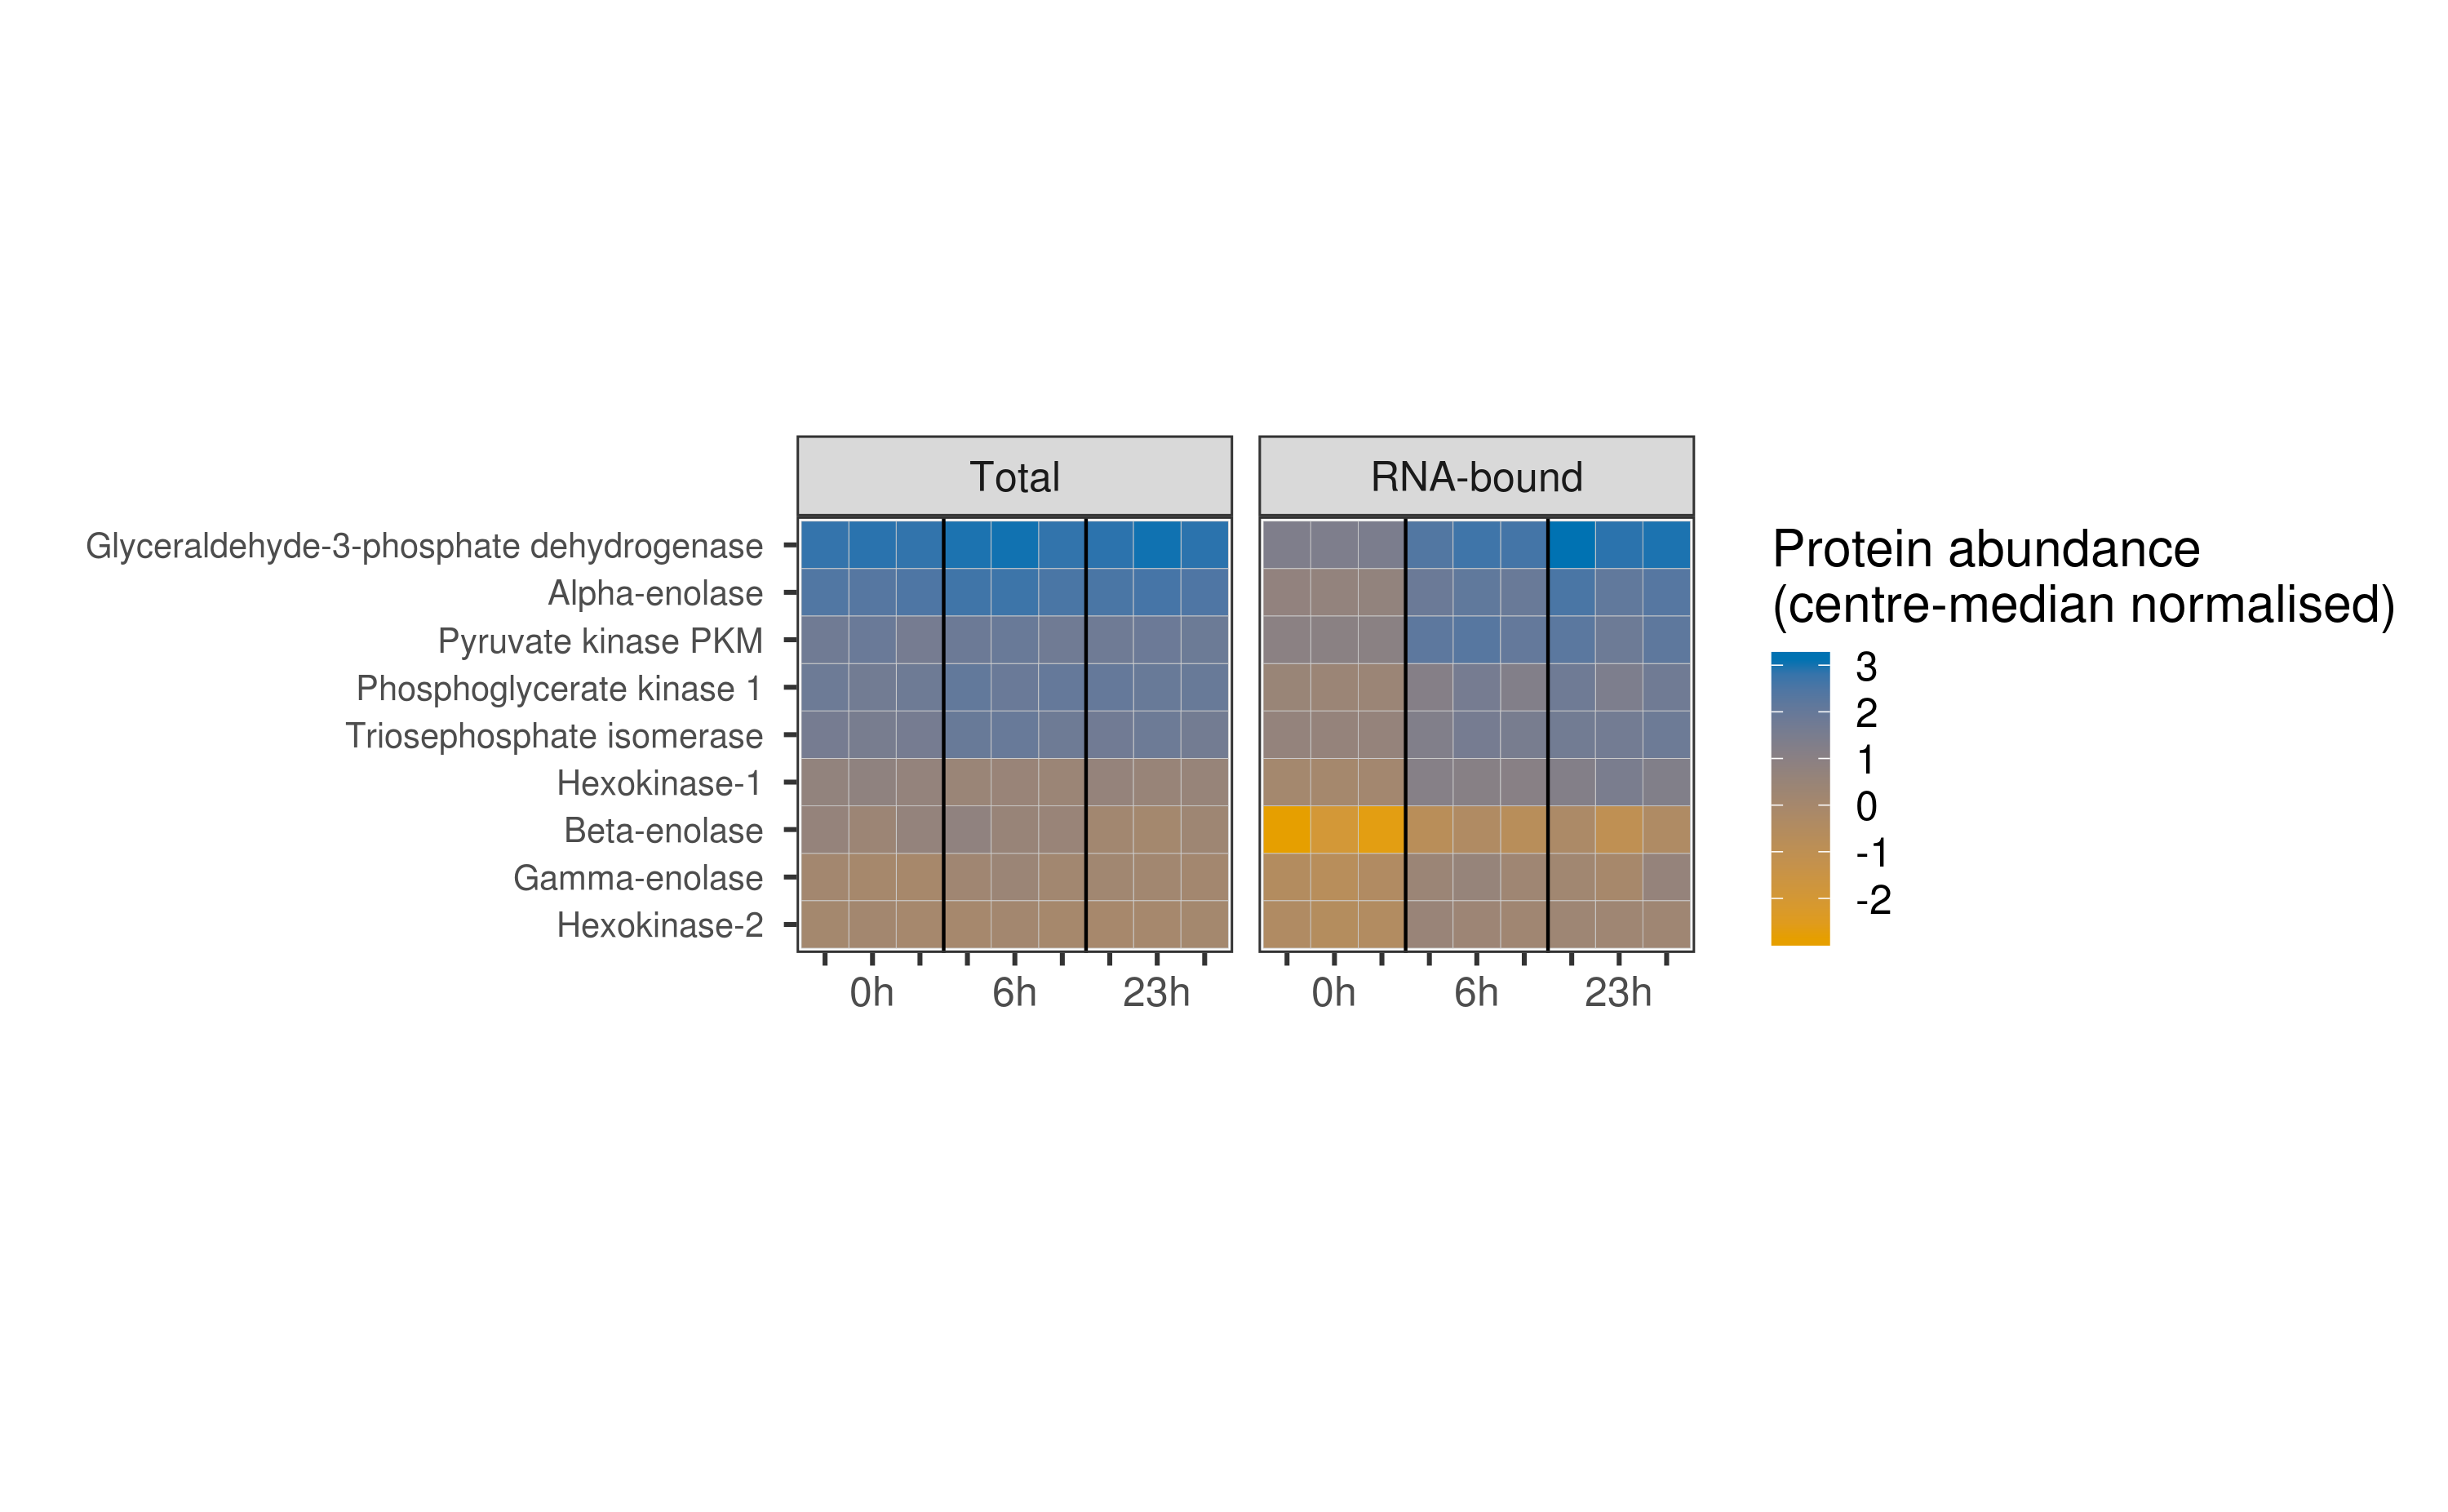 Total
RNA-bound
Glyceraldehyde-3-phosphate dehydrogenase
Alpha-enolase
Pyruvate kinase PKM
Phosphoglycerate kinase 1
Triosephosphate isomerase
Hexokinase-1
Beta-enolase
Gamma-enolase
Hexokinase-2
0h 6h 23h
0h 6h 23h
Protein abundance
(centre-median normalised)
3
2
1
0
-1
-2